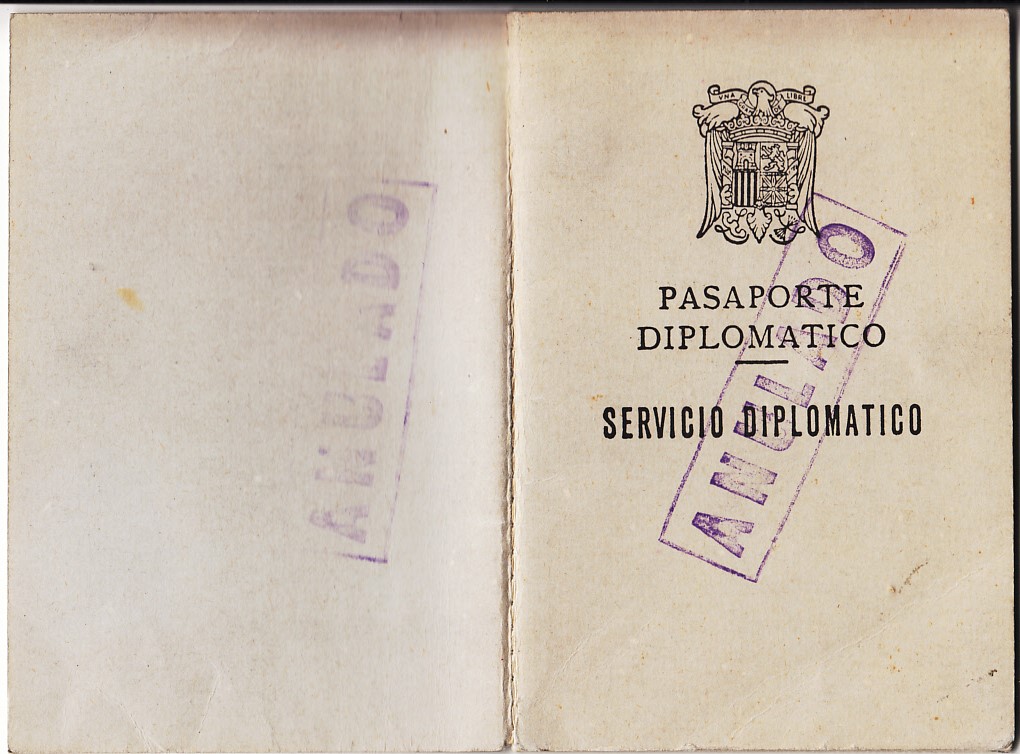 ANULADO
VNA LIBRE
PASAPORTE
DIPLOMATICO
SERVICIO DIPLOMATICO
ANULADO